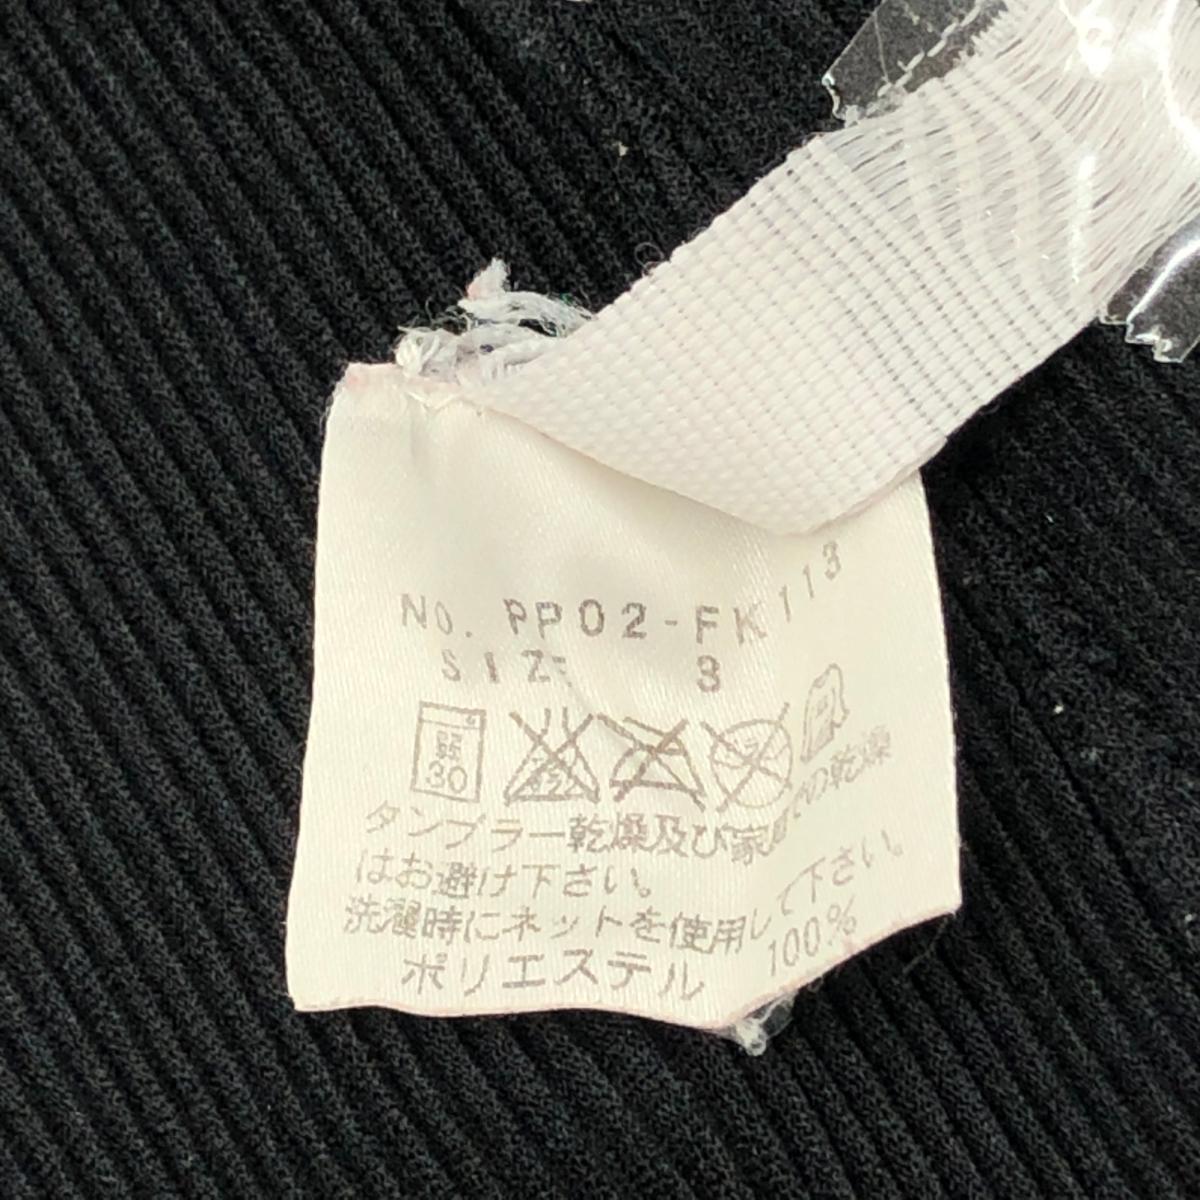 NO. PP02-FK113
SIZE 3
弱
30
タンブラー乾燥及び家庭での乾燥
はお避け下さい。
洗濯時にネットを使用して下さい。
ポリエステル 100%